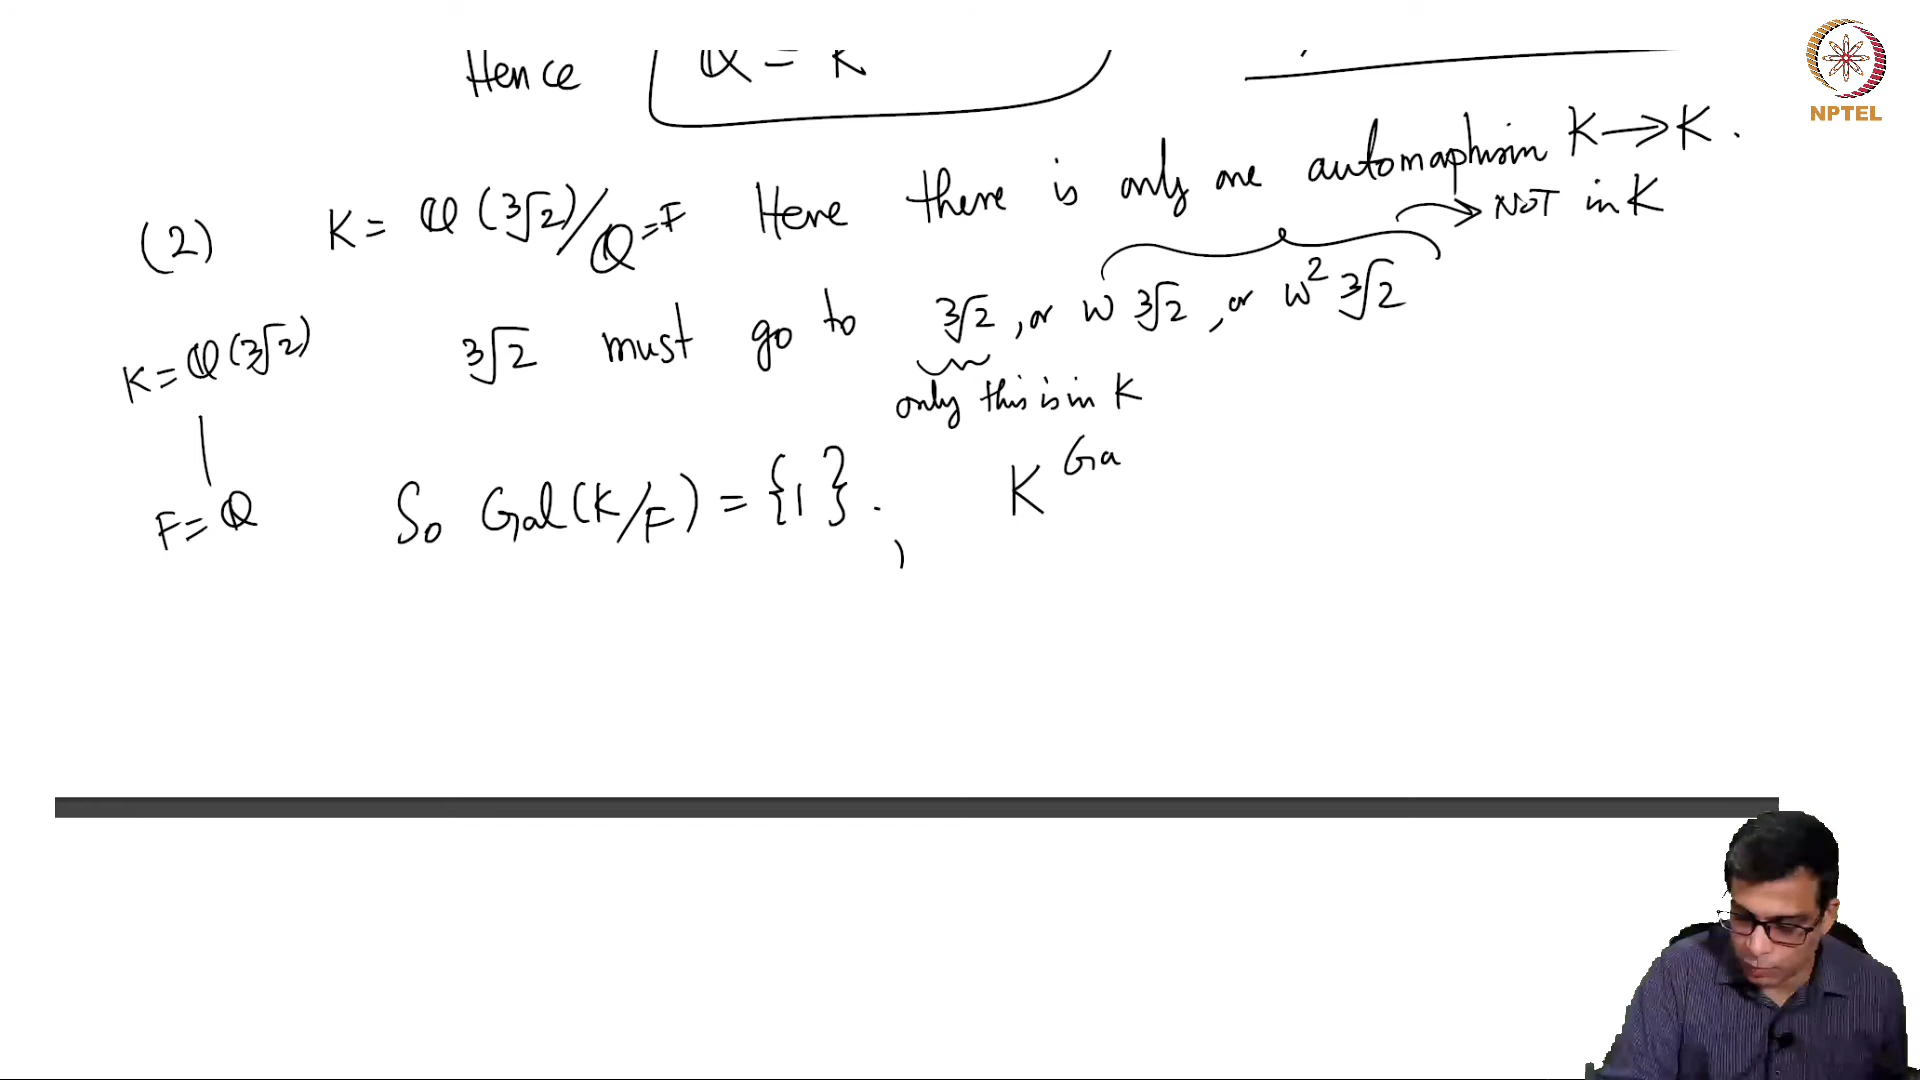 Hence Q = K
NPTEL
(2) K = Q(∛2)/Q = F Here there is only one automorphism K → K.
NOT in K
K = Q(∛2) ∛2 must go to ∛2, or ω ∛2, or ω² ∛2
only this is in K
F = Q So Gal(K/F) = {1}. , K^Ga